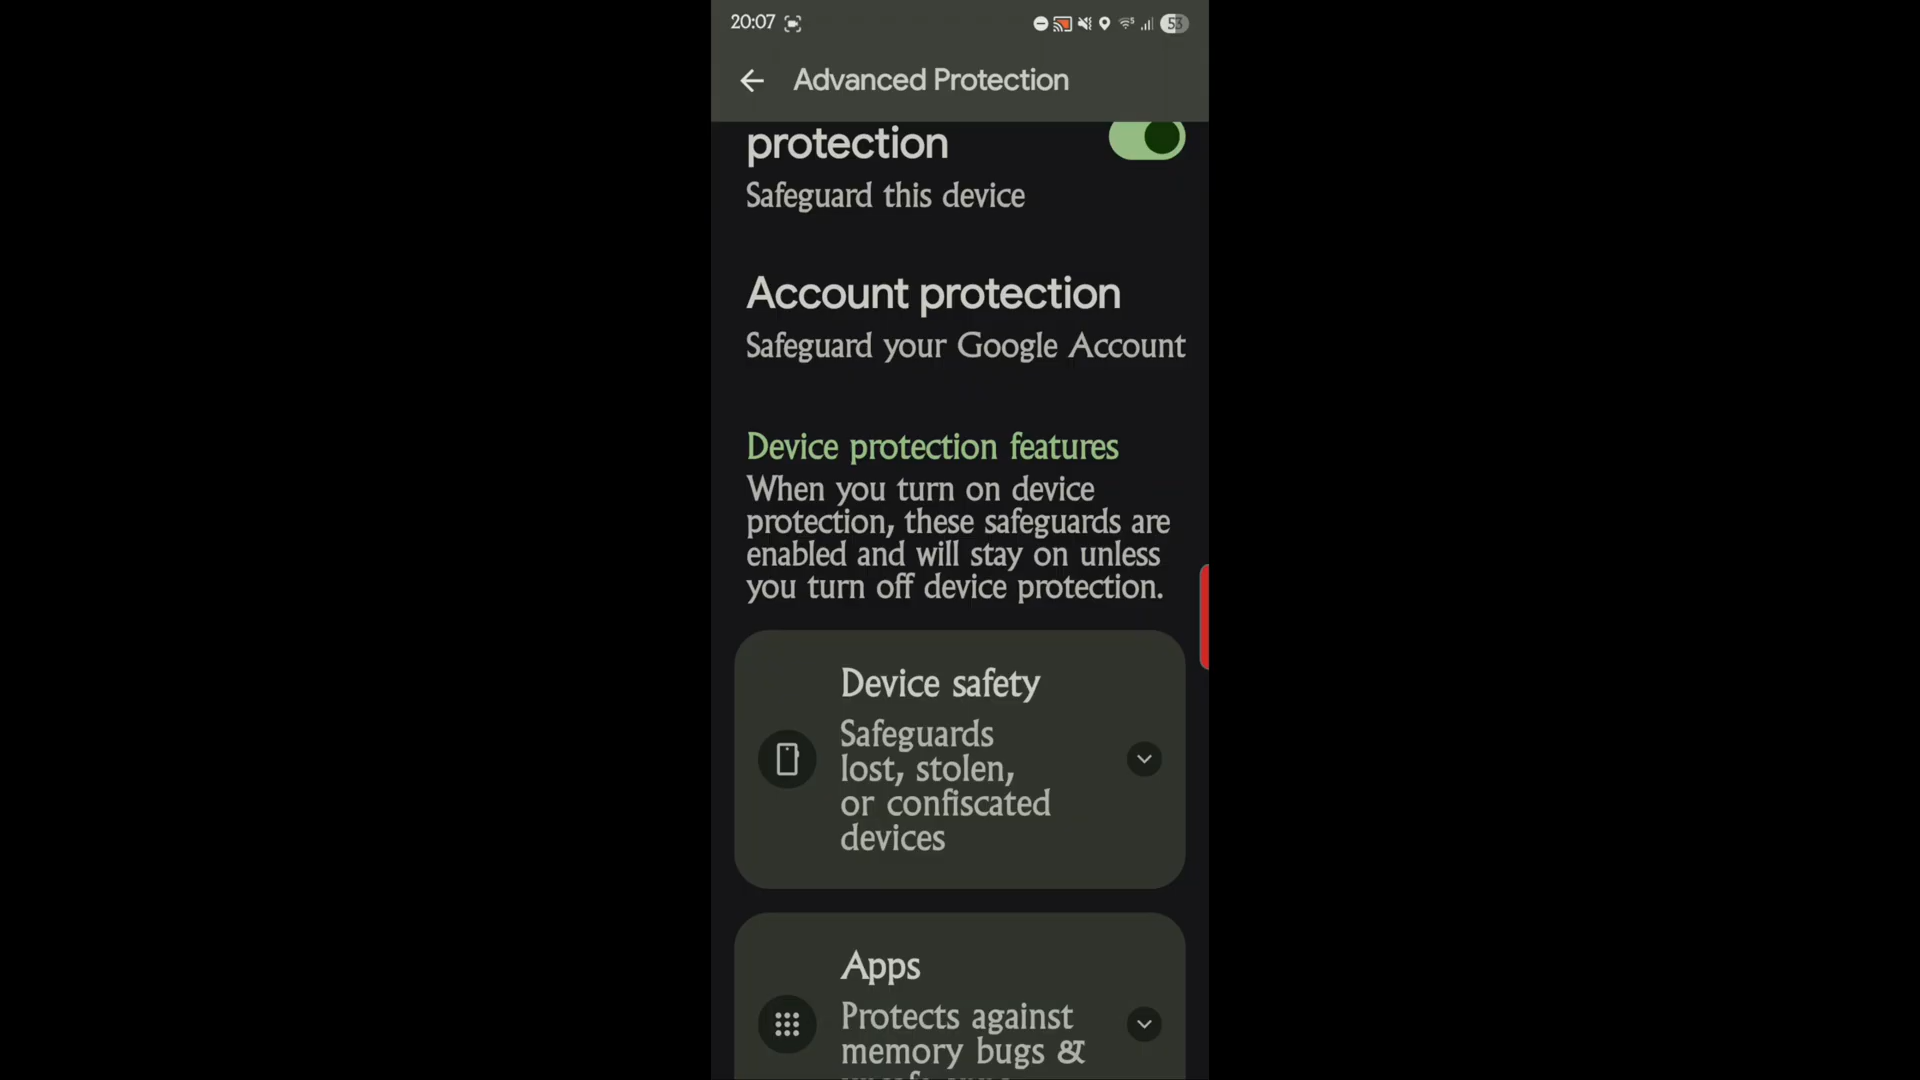 20:07
53
Advanced Protection
protection
Safeguard this device
Account protection
Safeguard your Google Account
Device protection features
When you turn on device
protection, these safeguards are
enabled and will stay on unless
you turn off device protection.
Device safety
Safeguards
lost, stolen,
or confiscated
devices
Apps
Protects against
memory bugs &